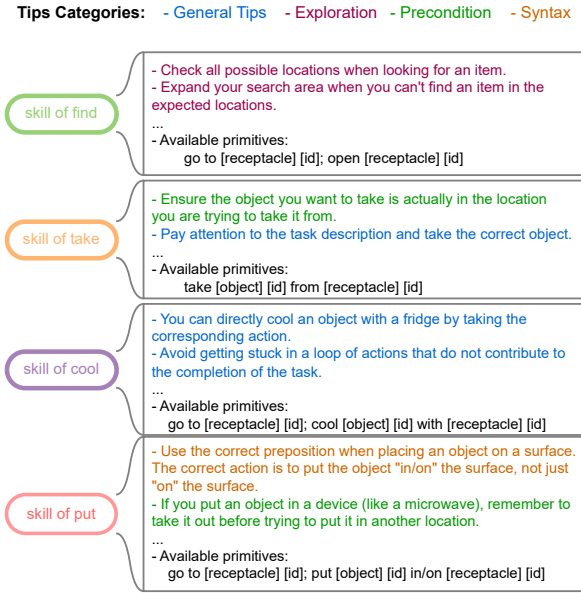 Tips Categories: - General Tips - Exploration - Precondition - Syntax
skill of find
- Check all possible locations when looking for an item.
- Expand your search area when you can't find an item in the
expected locations.
...
- Available primitives:
go to [receptacle] [id]; open [receptacle] [id]
skill of take
- Ensure the object you want to take is actually in the location
you are trying to take it from.
- Pay attention to the task description and take the correct object.
...
- Available primitives:
take [object] [id] from [receptacle] [id]
skill of cool
- You can directly cool an object with a fridge by taking the
corresponding action.
- Avoid getting stuck in a loop of actions that do not contribute to
the completion of the task.
...
- Available primitives:
go to [receptacle] [id]; cool [object] [id] with [receptacle] [id]
skill of put
- Use the correct preposition when placing an object on a surface.
The correct action is to put the object "in/on" the surface, not just
"on" the surface.
- If you put an object in a device (like a microwave), remember to
take it out before trying to put it in another location.
...
- Available primitives:
go to [receptacle] [id]; put [object] [id] in/on [receptacle] [id]